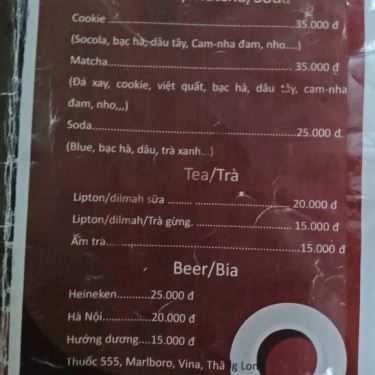 Cookie 35.000 đ
(Socola, bạc hà, dâu tây, Cam-nha đam, nho....)
Matcha 35.000 đ
(Đá xay, cookie, việt quất, bạc hà, dâu tây, cam-nha
đam, nho,,,)
Soda 25.000 đ
(Blue, bạc hà, dâu, trà xanh...)
Tea/Trà
Lipton/dilmah sữa 20.000 đ
Lipton/dilmah/Trà gừng. 15.000 đ
Ấm trà 15.000 đ
Beer/Bia
Heineken............25.000 đ
Hà Nội...............20.000 đ
Hướng dương....15.000 đ
Thuốc 555, Marlboro, Vina, Thăng Long